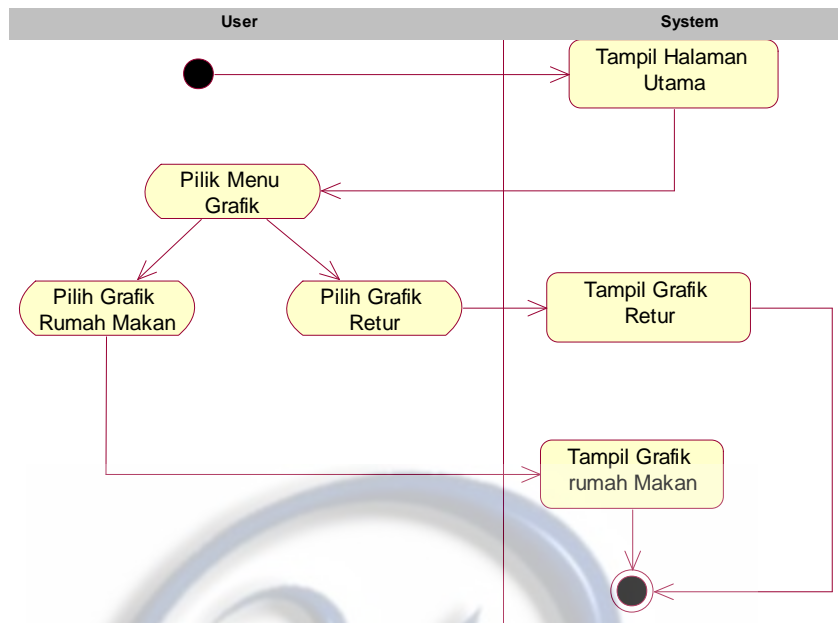 User
System
Tampil Halaman
Utama
Pilik Menu
Grafik
Pilih Grafik
Rumah Makan
Pilih Grafik
Retur
Tampil Grafik
Retur
Tampil Grafik
rumah Makan